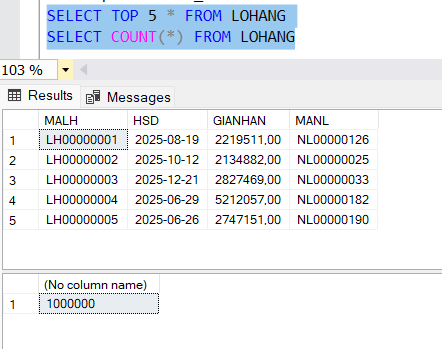 SELECT TOP 5 * FROM LOHANG
SELECT COUNT(*) FROM LOHANG
103 %
Results Messages
MALH HSD GIANHAN MANL
1 LH00000001 2025-08-19 2219511,00 NL00000126
2 LH00000002 2025-10-12 2134882,00 NL00000025
3 LH00000003 2025-12-21 2827469,00 NL00000033
4 LH00000004 2025-06-29 5212057,00 NL00000182
5 LH00000005 2025-06-26 2747151,00 NL00000190
(No column name)
1 1000000